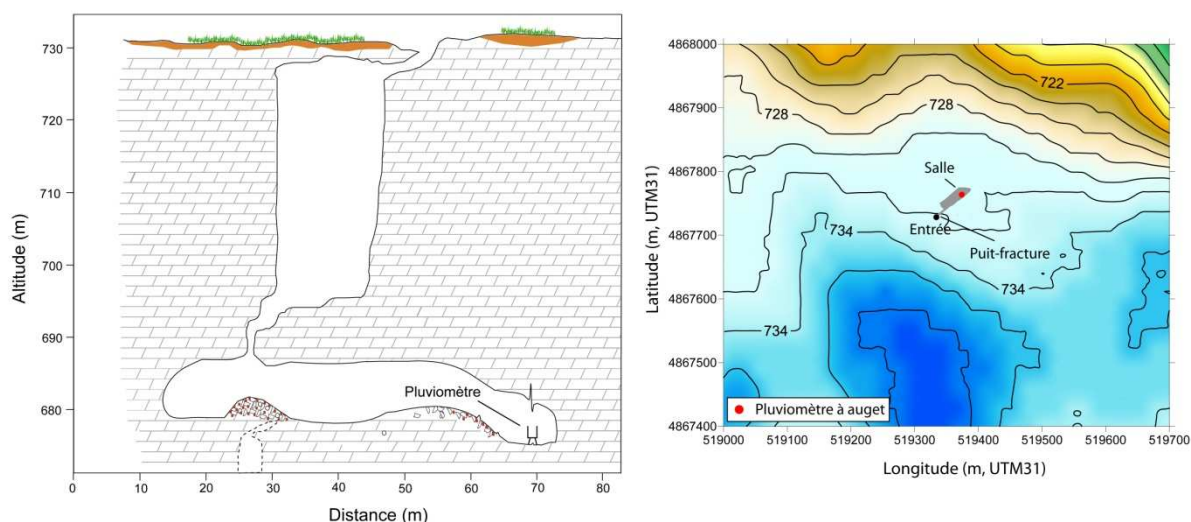 730
720
710
700
690
680
Altitude (m)
Pluviomètre
0 10 20 30 40 50 60 70 80
Distance (m)
4868000
4867900
4867800
4867700
4867600
4867500
4867400
Latitude (m, UTM31)
722
728
728
Salle
734
Entrée
Puit-fracture
734
734
Pluviomètre à auget
519000 519100 519200 519300 519400 519500 519600 519700
Longitude (m, UTM31)